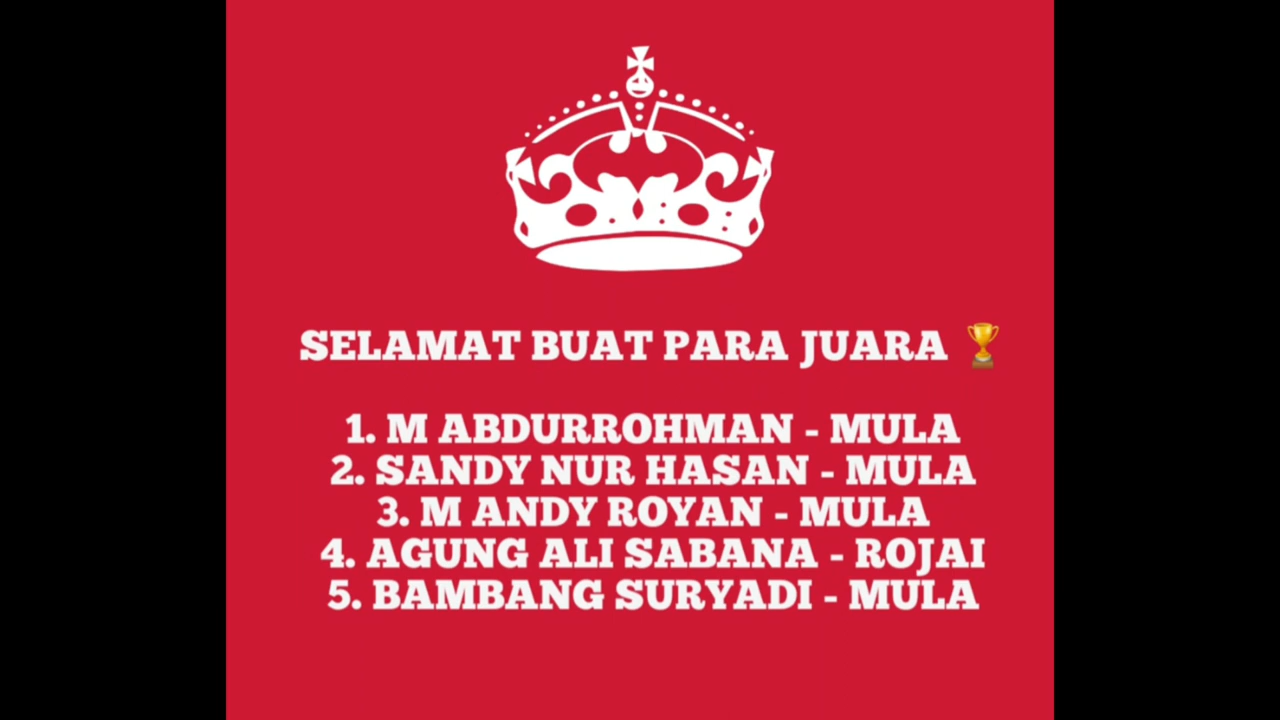 SELAMAT BUAT PARA JUARA 🏆
1. M ABDURROHMAN - MULA
2. SANDY NUR HASAN - MULA
3. M ANDY ROYAN - MULA
4. AGUNG ALI SABANA - ROJAI
5. BAMBANG SURYADI - MULA